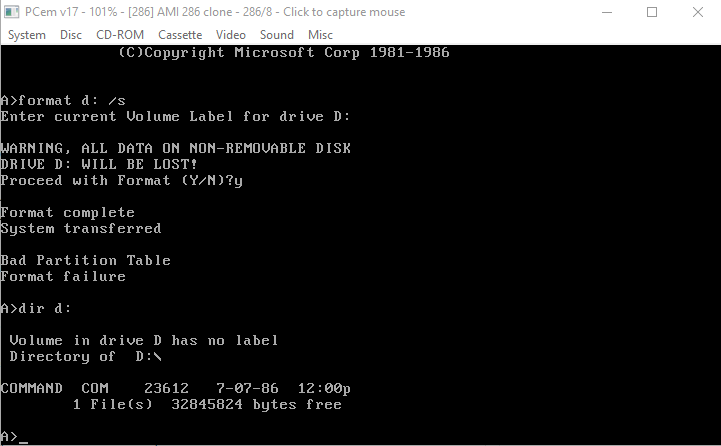 PCem v17 - 101% - [286] AMI 286 clone - 286/8 - Click to capture mouse
System Disc CD-ROM Cassette Video Sound Misc
(C)Copyright Microsoft Corp 1981-1986
A>format d: /s
Enter current Volume Label for drive D:
WARNING, ALL DATA ON NON-REMOVABLE DISK
DRIVE D: WILL BE LOST!
Proceed with Format (Y/N)?y
Format complete
System transferred
Bad Partition Table
Format failure
A>dir d:
Volume in drive D has no label
Directory of  D:\
COMMAND  COM    23612   7-07-86  12:00p
1 File(s)  32845824 bytes free
A>_